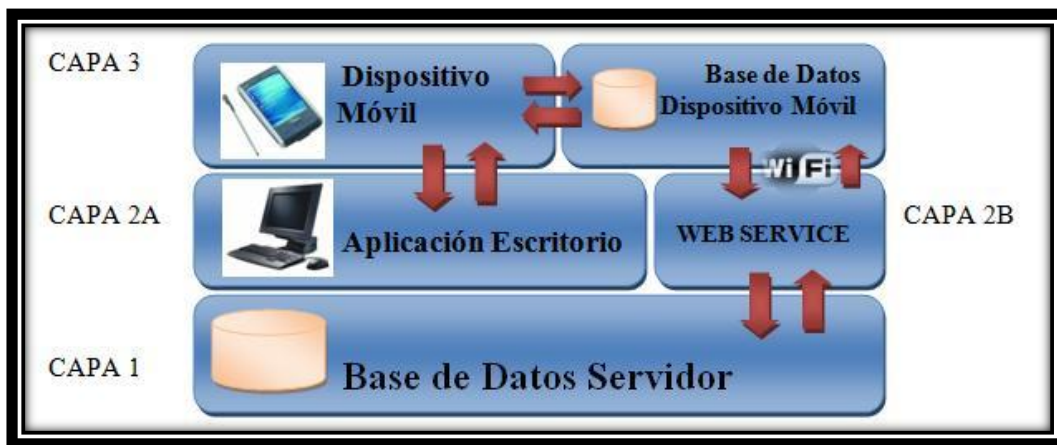 CAPA 3
Dispositivo
Móvil
Base de Datos
Dispositivo Móvil
WiFi
CAPA 2A
Aplicación Escritorio
WEB SERVICE
CAPA 2B
CAPA 1
Base de Datos Servidor